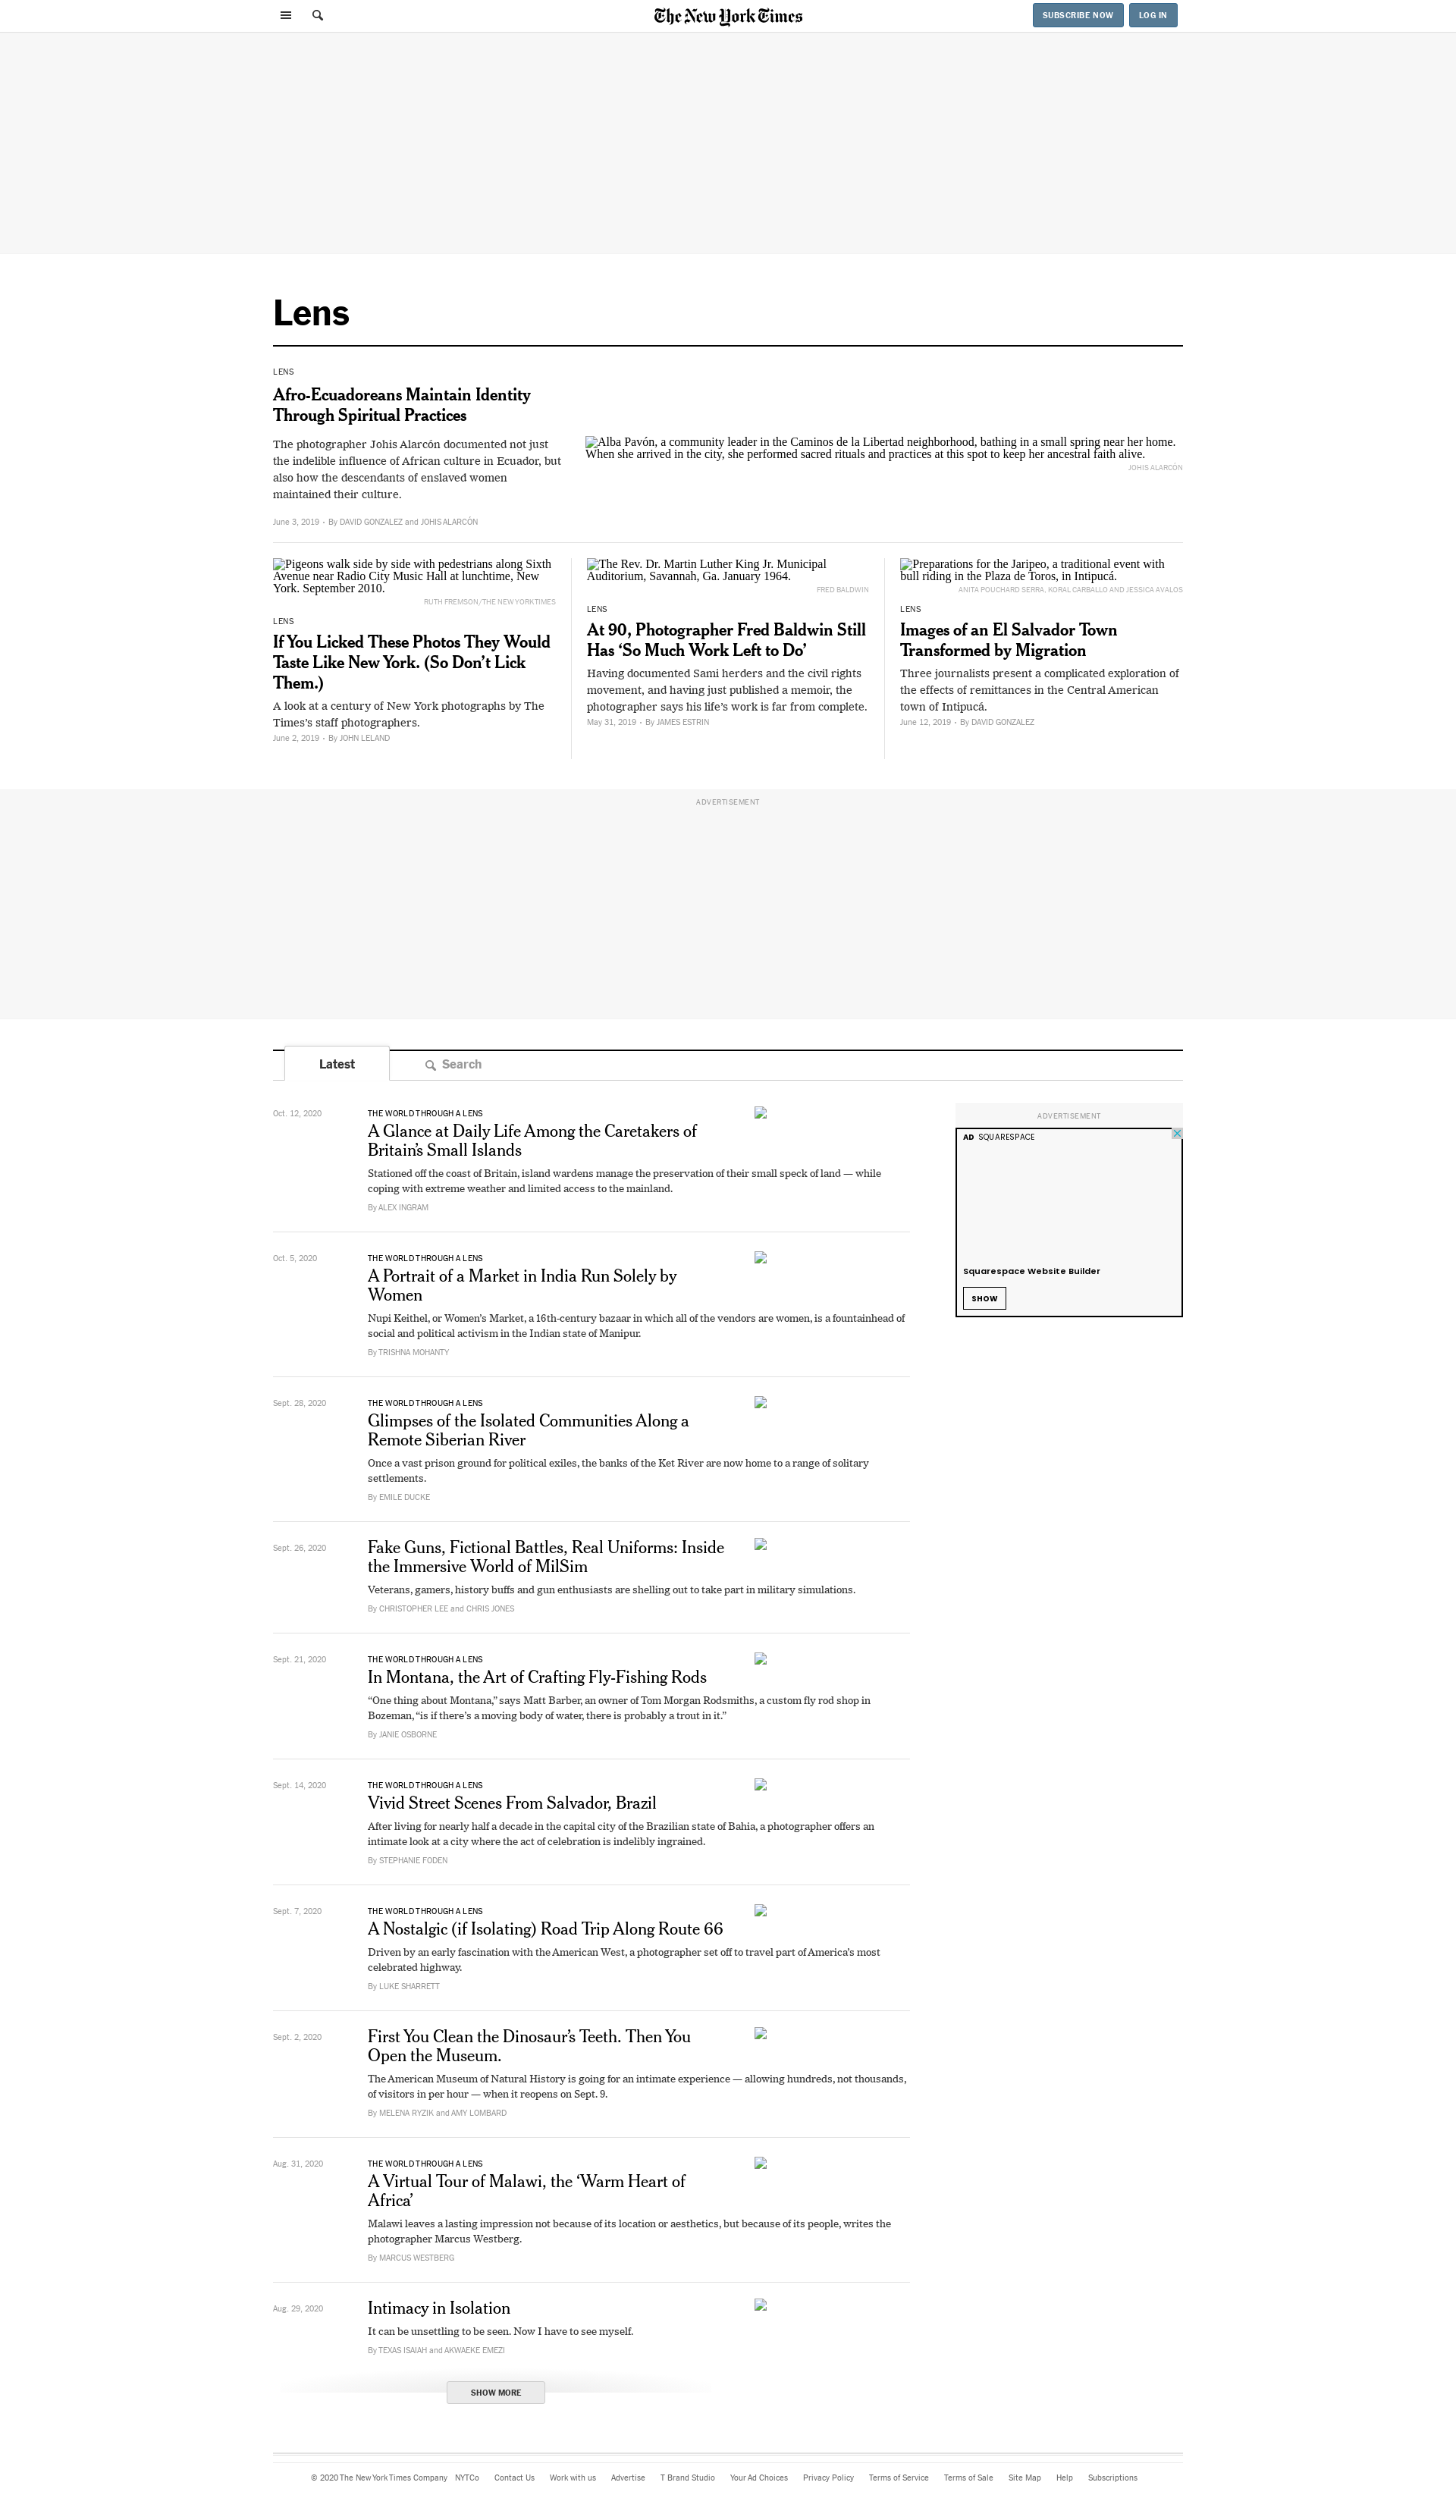 The New York Times
SUBSCRIBE NOW
LOG IN
Lens
LENS
Afro-Ecuadoreans Maintain Identity
Through Spiritual Practices
The photographer Johis Alarcón documented not just
the indelible influence of African culture in Ecuador, but
also how the descendants of enslaved women
maintained their culture.
June 3, 2019 • By DAVID GONZALEZ and JOHIS ALARCÓN
Alba Pavón, a community leader in the Caminos de la Libertad neighborhood, bathing in a small spring near her home.
When she arrived in the city, she performed sacred rituals and practices at this spot to keep her ancestral faith alive.
JOHIS ALARCÓN
Pigeons walk side by side with pedestrians along Sixth
Avenue near Radio City Music Hall at lunchtime, New
York. September 2010.
RUTH FREMSON/THE NEW YORK TIMES
LENS
If You Licked These Photos They Would
Taste Like New York. (So Don’t Lick
Them.)
A look at a century of New York photographs by The
Times’s staff photographers.
June 2, 2019 • By JOHN LELAND
The Rev. Dr. Martin Luther King Jr. Municipal
Auditorium, Savannah, Ga. January 1964.
FRED BALDWIN
LENS
At 90, Photographer Fred Baldwin Still
Has ‘So Much Work Left to Do’
Having documented Sami herders and the civil rights
movement, and having just published a memoir, the
photographer says his life’s work is far from complete.
May 31, 2019 • By JAMES ESTRIN
Preparations for the Jaripeo, a traditional event with
bull riding in the Plaza de Toros, in Intipucá.
ANITA POUCHARD SERRA, KORAL CARBALLO AND JESSICA AVALOS
LENS
Images of an El Salvador Town
Transformed by Migration
Three journalists present a complicated exploration of
the effects of remittances in the Central American
town of Intipucá.
June 12, 2019 • By DAVID GONZALEZ
ADVERTISEMENT
Latest
Search
Oct. 12, 2020
THE WORLD THROUGH A LENS
A Glance at Daily Life Among the Caretakers of
Britain’s Small Islands
Stationed off the coast of Britain, island wardens manage the preservation of their small speck of land — while
coping with extreme weather and limited access to the mainland.
By ALEX INGRAM
Oct. 5, 2020
THE WORLD THROUGH A LENS
A Portrait of a Market in India Run Solely by
Women
Nupi Keithel, or Women’s Market, a 16th-century bazaar in which all of the vendors are women, is a fountainhead of
social and political activism in the Indian state of Manipur.
By TRISHNA MOHANTY
Sept. 28, 2020
THE WORLD THROUGH A LENS
Glimpses of the Isolated Communities Along a
Remote Siberian River
Once a vast prison ground for political exiles, the banks of the Ket River are now home to a range of solitary
settlements.
By EMILE DUCKE
Sept. 26, 2020
Fake Guns, Fictional Battles, Real Uniforms: Inside
the Immersive World of MilSim
Veterans, gamers, history buffs and gun enthusiasts are shelling out to take part in military simulations.
By CHRISTOPHER LEE and CHRIS JONES
Sept. 21, 2020
THE WORLD THROUGH A LENS
In Montana, the Art of Crafting Fly-Fishing Rods
“One thing about Montana,” says Matt Barber, an owner of Tom Morgan Rodsmiths, a custom fly rod shop in
Bozeman, “is if there’s a moving body of water, there is probably a trout in it.”
By JANIE OSBORNE
Sept. 14, 2020
THE WORLD THROUGH A LENS
Vivid Street Scenes From Salvador, Brazil
After living for nearly half a decade in the capital city of the Brazilian state of Bahia, a photographer offers an
intimate look at a city where the act of celebration is indelibly ingrained.
By STEPHANIE FODEN
Sept. 7, 2020
THE WORLD THROUGH A LENS
A Nostalgic (if Isolating) Road Trip Along Route 66
Driven by an early fascination with the American West, a photographer set off to travel part of America’s most
celebrated highway.
By LUKE SHARRETT
Sept. 2, 2020
First You Clean the Dinosaur’s Teeth. Then You
Open the Museum.
The American Museum of Natural History is going for an intimate experience — allowing hundreds, not thousands,
of visitors in per hour — when it reopens on Sept. 9.
By MELENA RYZIK and AMY LOMBARD
Aug. 31, 2020
THE WORLD THROUGH A LENS
A Virtual Tour of Malawi, the ‘Warm Heart of
Africa’
Malawi leaves a lasting impression not because of its location or aesthetics, but because of its people, writes the
photographer Marcus Westberg.
By MARCUS WESTBERG
Aug. 29, 2020
Intimacy in Isolation
It can be unsettling to be seen. Now I have to see myself.
By TEXAS ISAIAH and AKWAEKE EMEZI
SHOW MORE
ADVERTISEMENT
AD SQUARESPACE
Squarespace Website Builder
SHOW
© 2020 The New York Times Company NYTCo Contact Us Work with us Advertise T Brand Studio Your Ad Choices Privacy Policy Terms of Service Terms of Sale Site Map Help Subscriptions